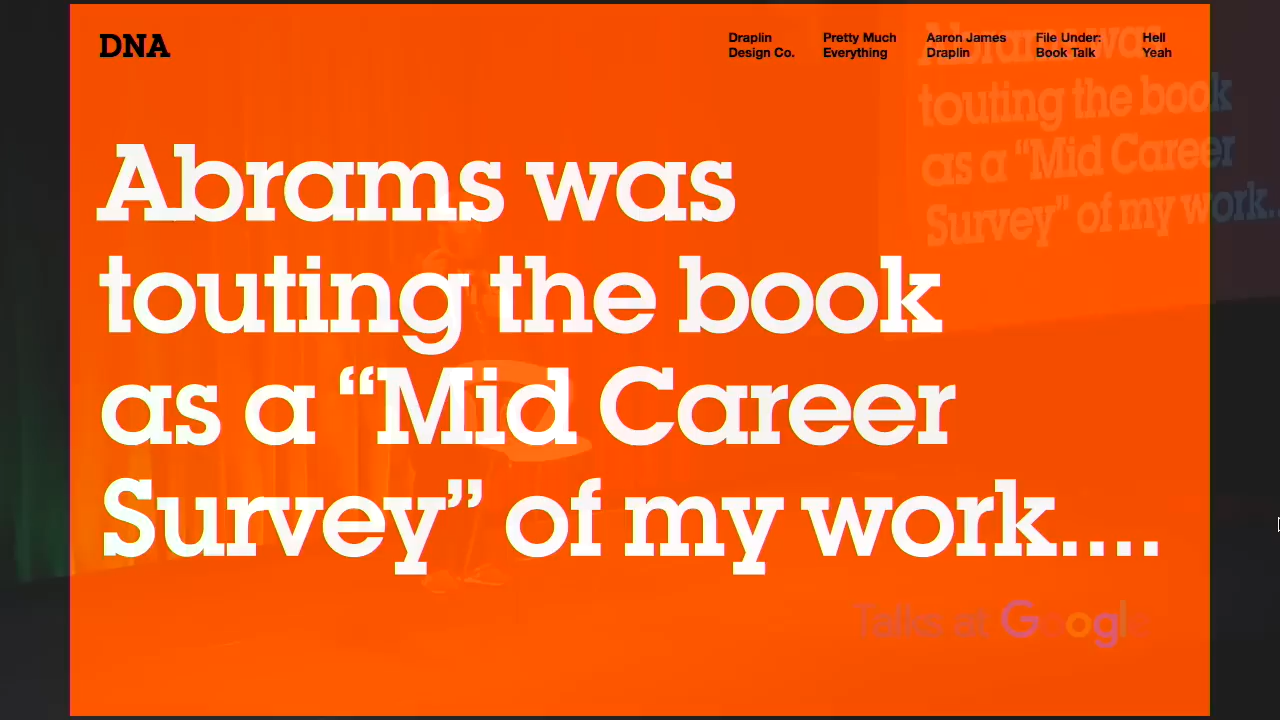 DNA
Draplin
Design Co.
Pretty Much
Everything
Aaron James
Draplin
File Under:
Book Talk
Hell
Yeah
Abrams was
touting the book
as a “Mid Career
Survey” of my work....
Abrams was
touting the book
as a “Mid Career
Survey” of my work.
Talks at Google